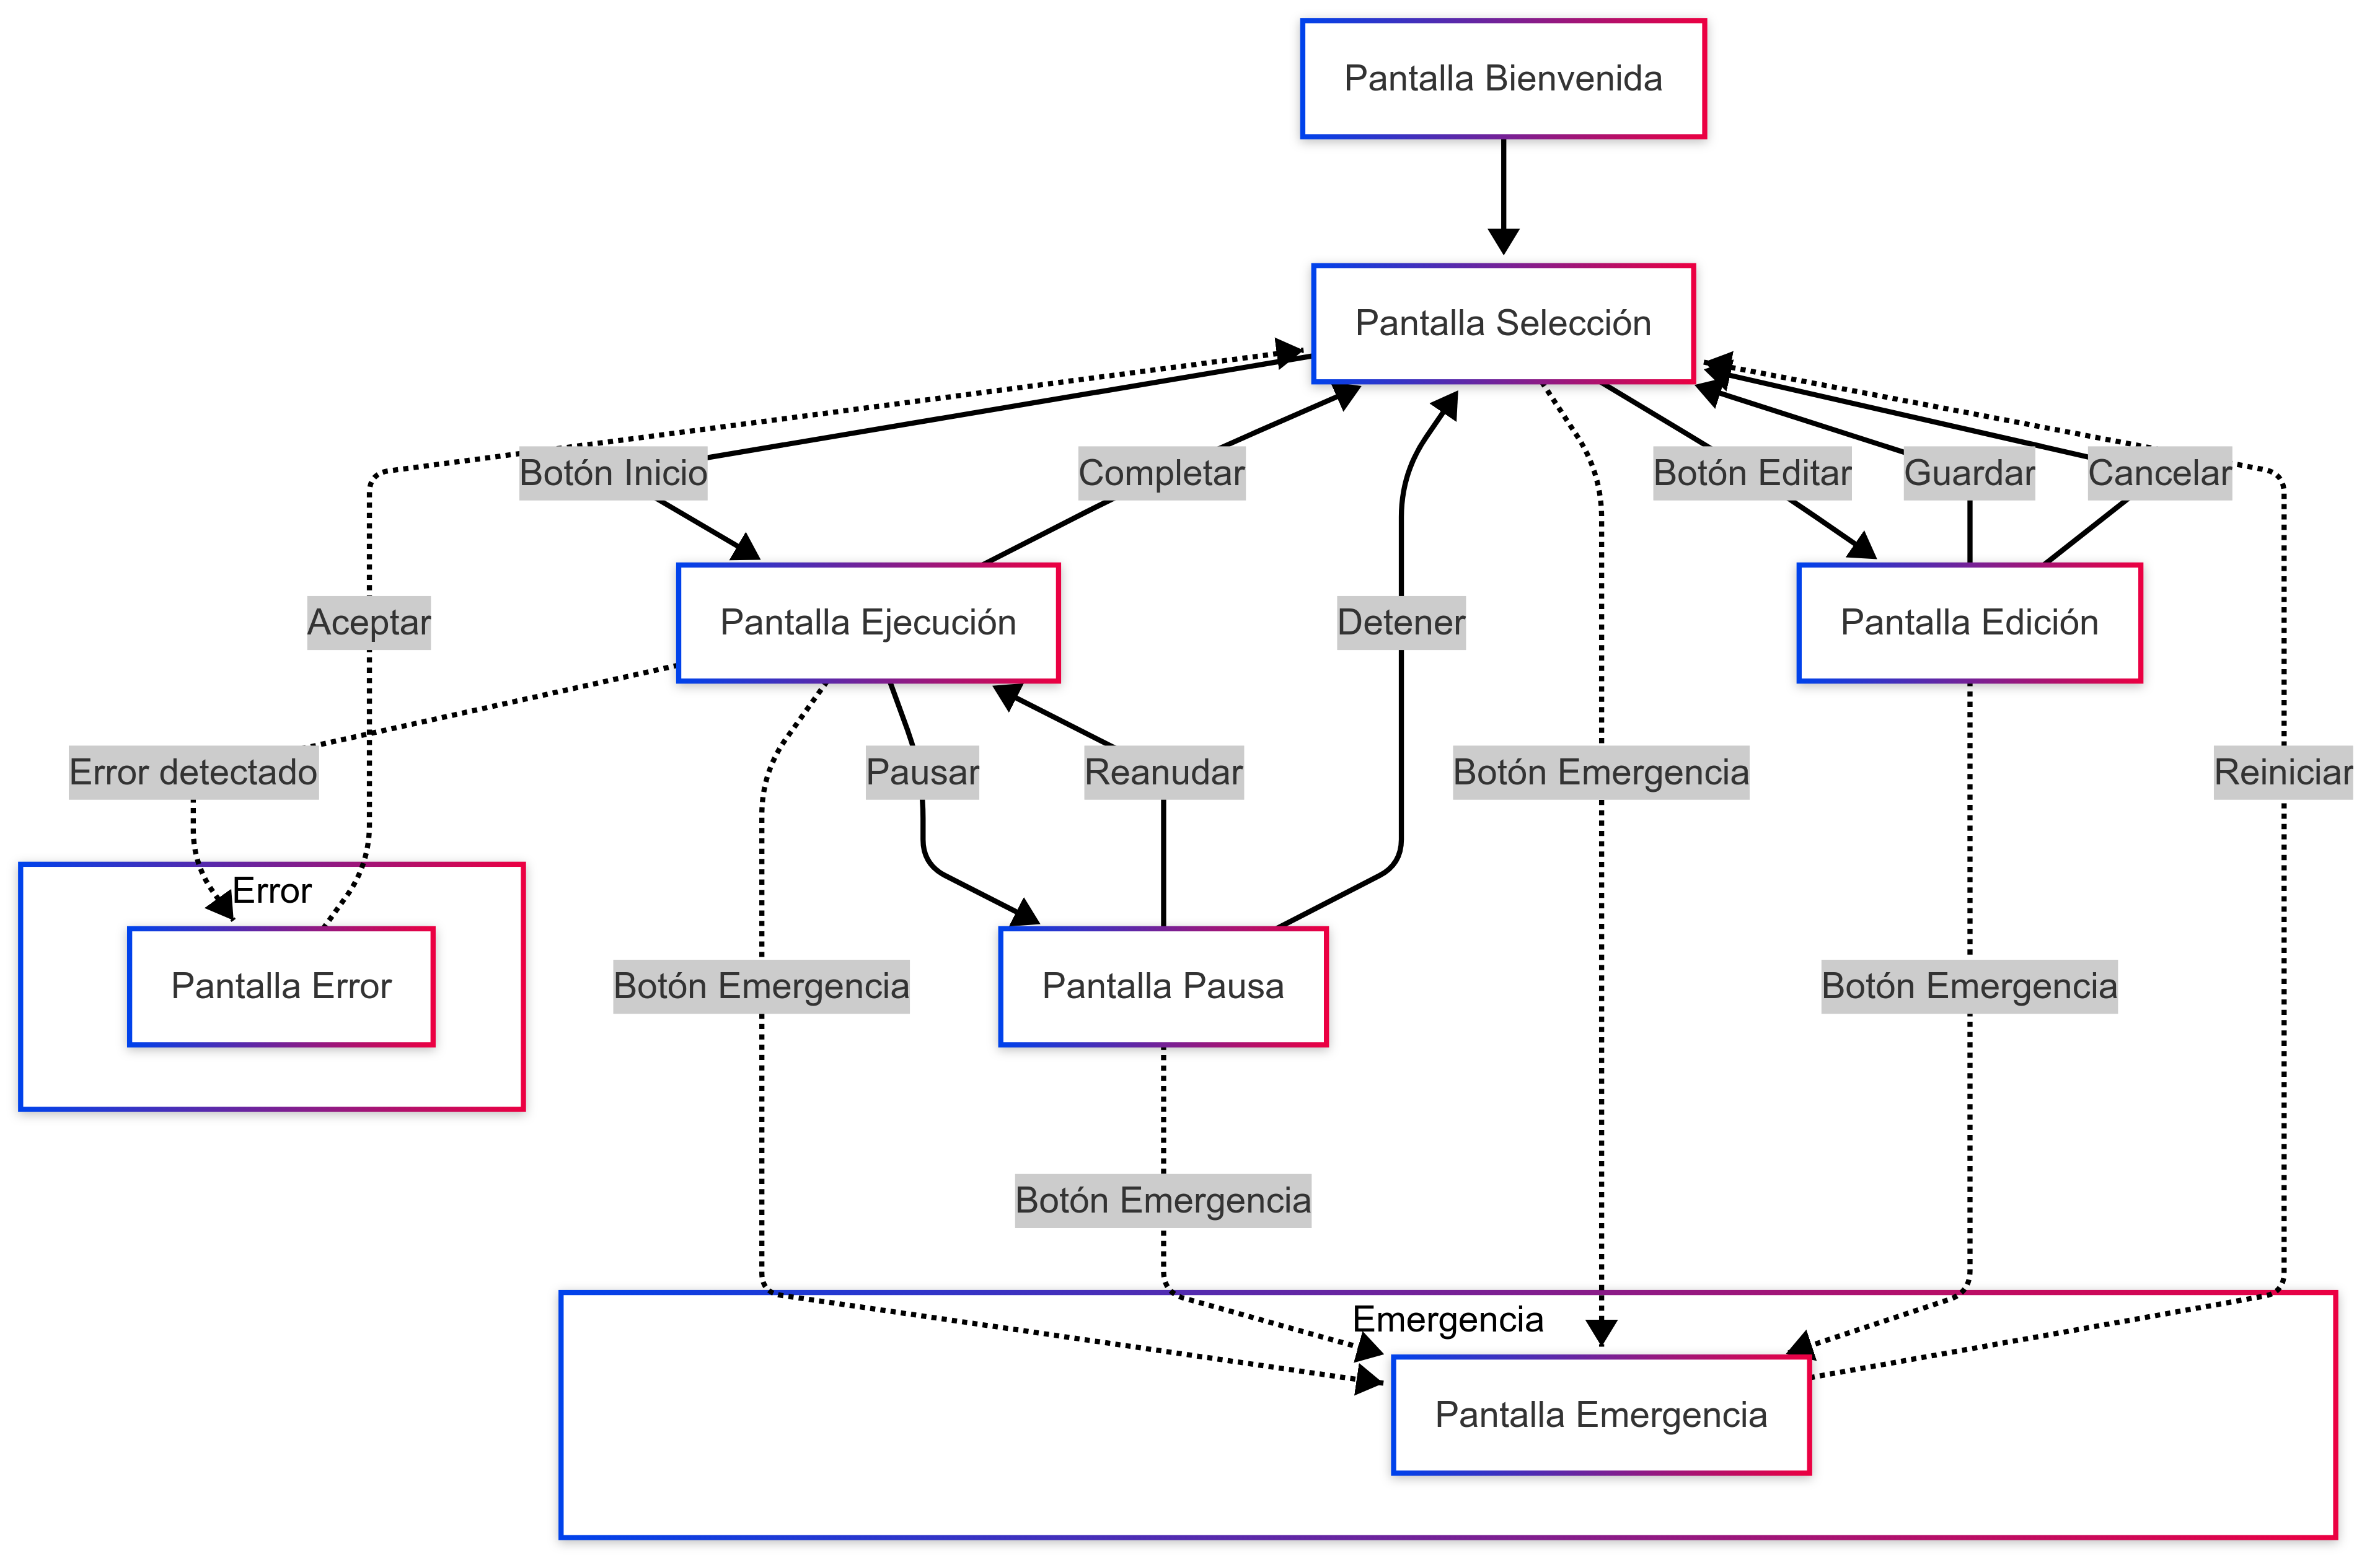 Pantalla Bienvenida
Pantalla Selección
Botón Inicio
Completar
Botón Editar
Guardar
Cancelar
Pantalla Ejecución
Aceptar
Detener
Pantalla Edición
Error detectado
Pausar
Reanudar
Botón Emergencia
Reiniciar
Error
Pantalla Error
Botón Emergencia
Pantalla Pausa
Botón Emergencia
Botón Emergencia
Emergencia
Pantalla Emergencia